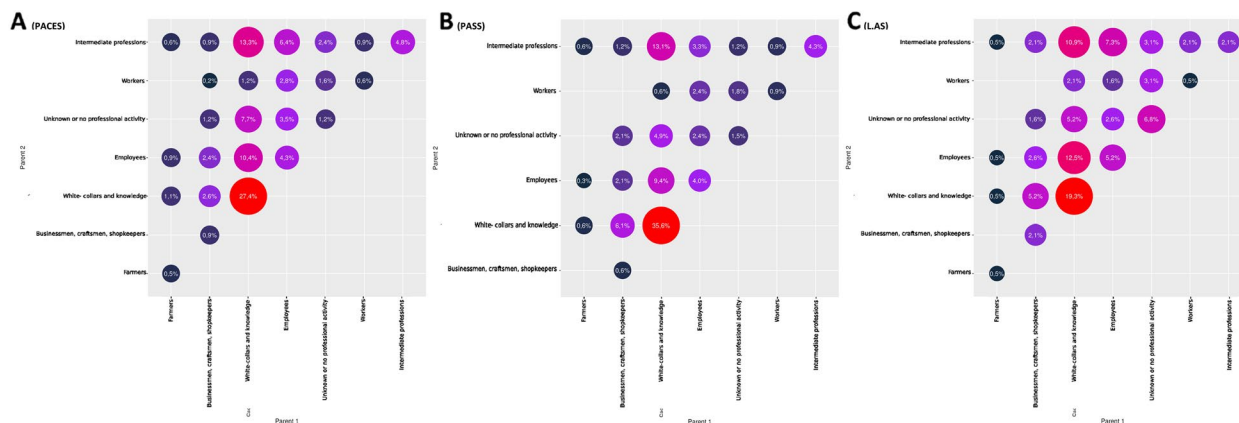 A (PACES)
Intermediate professions 0,6% 0,9% 13,3% 6,4% 2,4% 0,9% 4,8%
Workers 0,2% 1,2% 2,8% 1,6% 0,6%
Unknown or no professional activity 1,2% 7,7% 3,5% 1,2%
Employees 0,9% 2,4% 10,4% 4,3%
White- collars and knowledge 1,1% 2,6% 27,4%
Businessmen, craftsmen, shopkeepers 0,9%
Farmers 0,5%
Parent 2
Farmers
Businessmen, craftsmen, shopkeepers
White-collars and knowledge
Employees
Unknown or no professional activity
Workers
Intermediate professions
Parent 1
B (PASS)
Intermediate professions 0,6% 1,2% 13,1% 3,3% 1,2% 0,9% 4,3%
Workers 0,6% 2,4% 1,8% 0,9%
Unknown or no professional activity 2,1% 4,9% 2,4% 1,5%
Employees 0,3% 2,1% 9,4% 4,0%
White- collars and knowledge 0,6% 6,1% 35,6%
Businessmen, craftsmen, shopkeepers 0,6%
Parent 2
Farmers
Businessmen, craftsmen, shopkeepers
White-collars and knowledge
Employees
Unknown or no professional activity
Workers
Intermediate professions
Parent 1
C (L.AS)
Intermediate professions 0,5% 2,1% 10,9% 7,3% 3,1% 2,1% 2,1%
Workers 2,1% 1,6% 3,1% 0,5%
Unknown or no professional activity 1,6% 5,2% 2,6% 6,8%
Employees 0,5% 2,6% 12,5% 5,2%
White- collars and knowledge 0,5% 5,2% 19,3%
Businessmen, craftsmen, shopkeepers 2,1%
Farmers 0,5%
Parent 2
Farmers
Businessmen, craftsmen, shopkeepers
White-collars and knowledge
Employees
Unknown or no professional activity
Workers
Intermediate professions
Parent 1